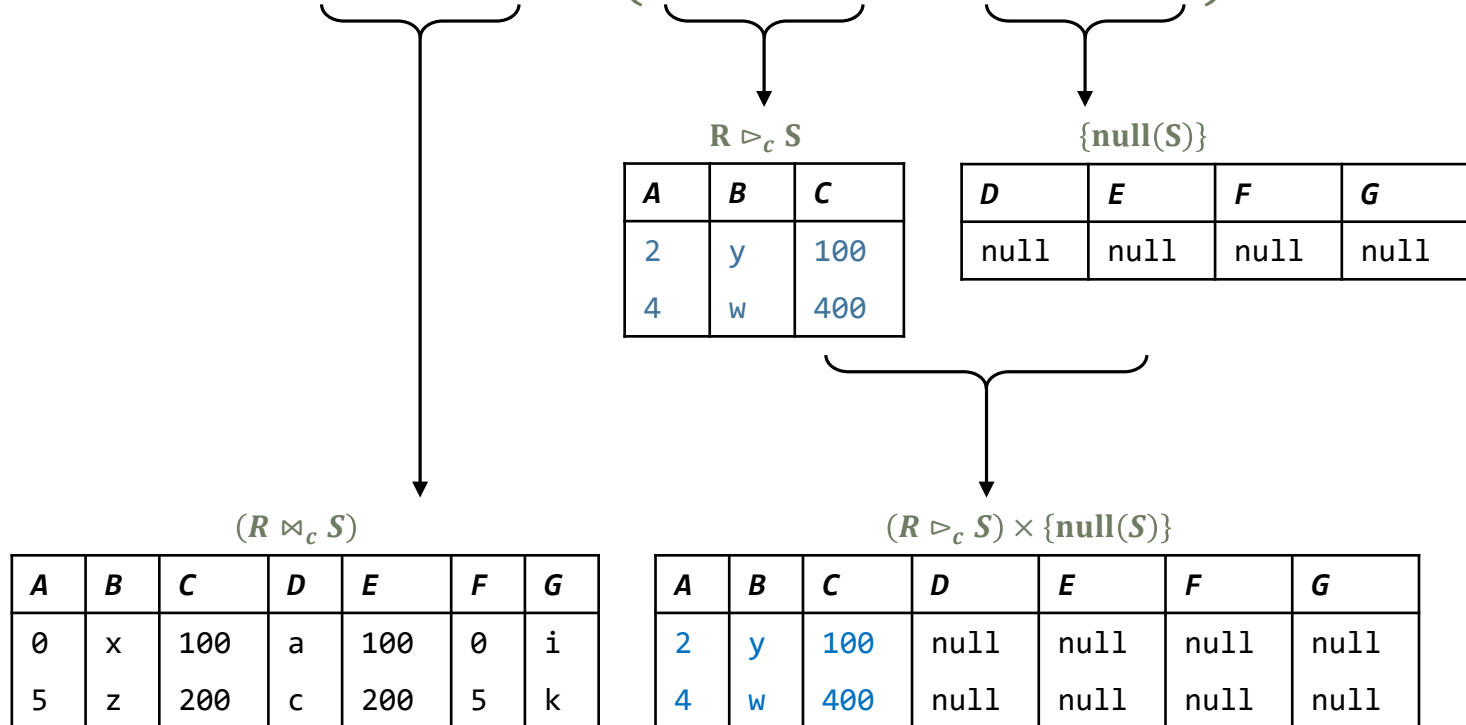 R ⊳c S
{null(S)}
A B C
2 y 100
4 w 400
D E F G
null null null null
(R ⋈c S)
(R ⊳c S) × {null(S)}
A B C D E F G
0 x 100 a 100 0 i
5 z 200 c 200 5 k
A B C D E F G
2 y 100 null null null null
4 w 400 null null null null